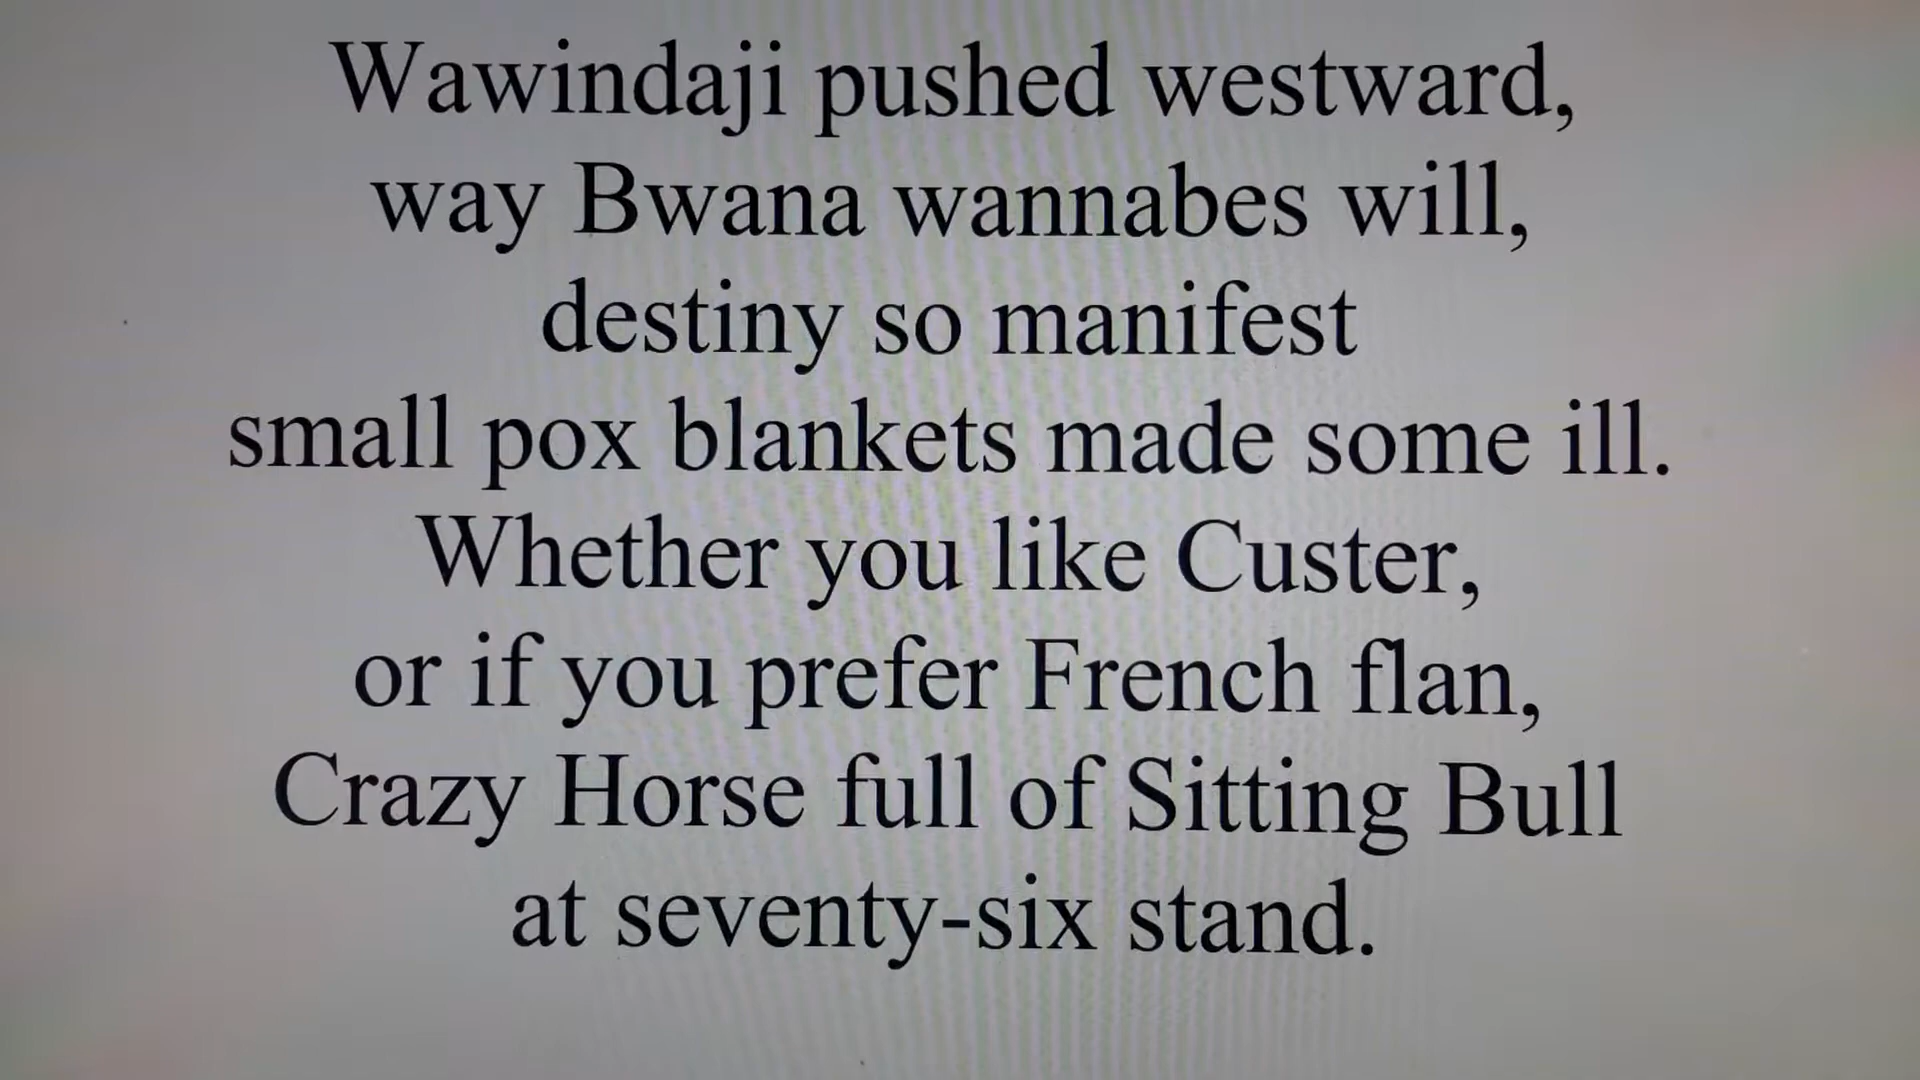 Wawindaji pushed westward,
way Bwana wannabes will,
destiny so manifest
small pox blankets made some ill.
Whether you like Custer,
or if you prefer French flan,
Crazy Horse full of Sitting Bull
at seventy-six stand.